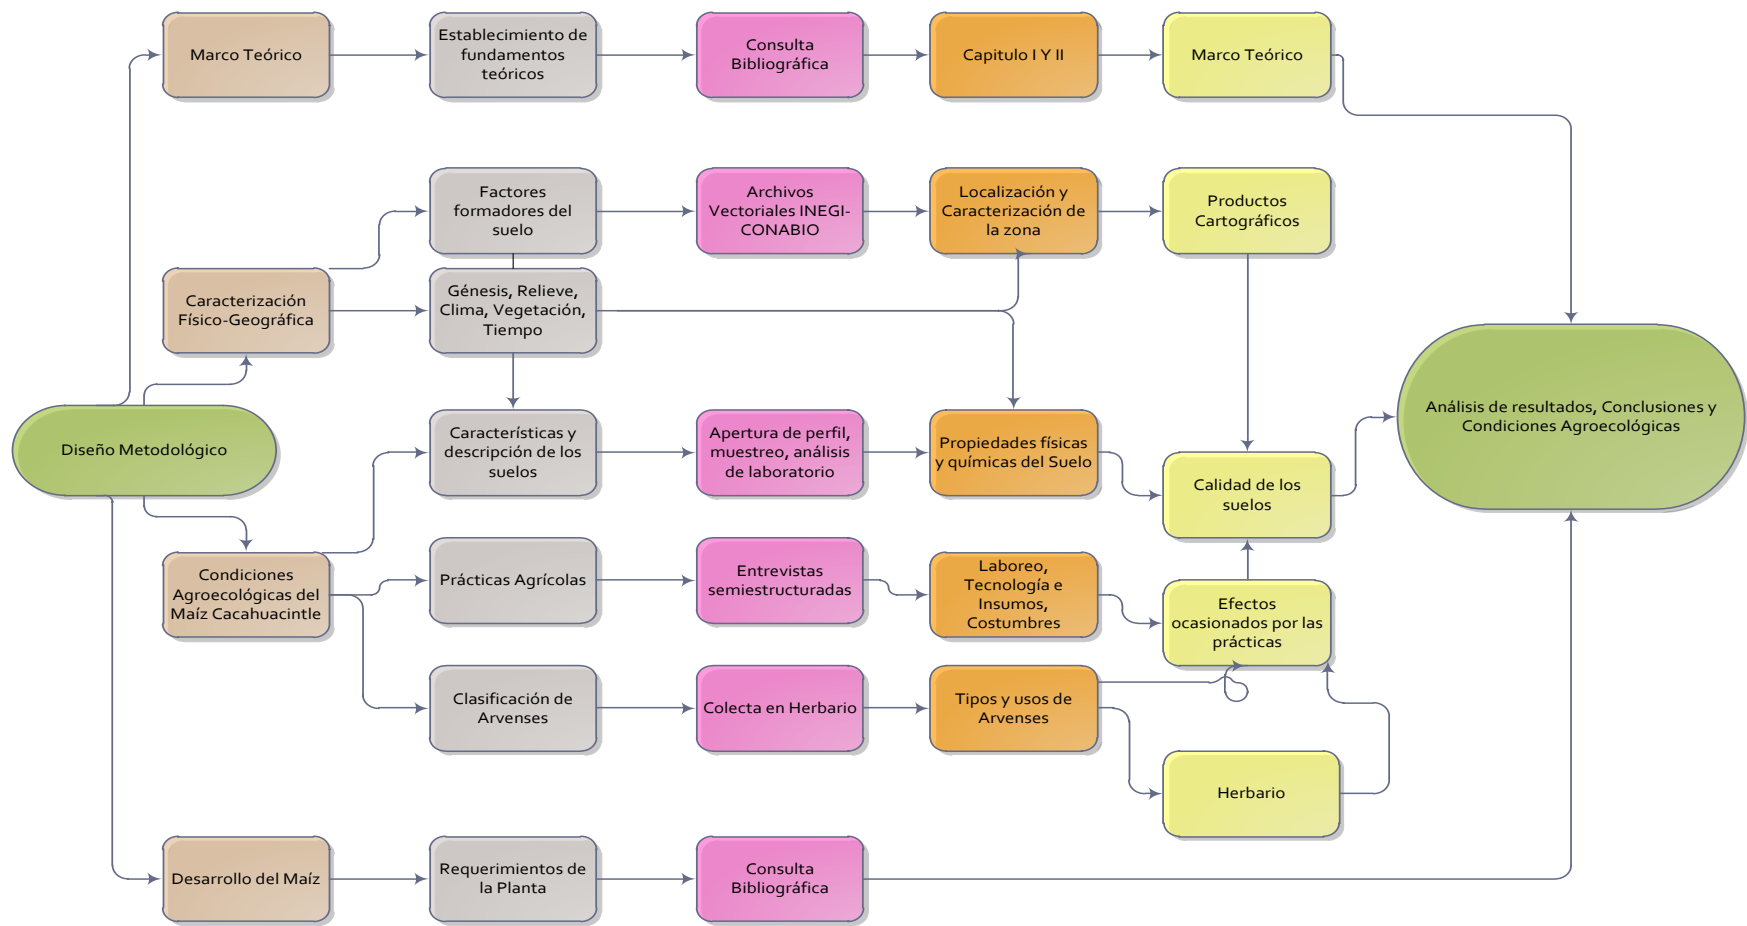 Marco Teórico
Establecimiento de
fundamentos
teóricos
Consulta
Bibliográfica
Capitulo I Y II
Marco Teórico
Factores
formadores del
suelo
Archivos
Vectoriales INEGI-
CONABIO
Localización y
Caracterización de
la zona
Productos
Cartográficos
Caracterización
Físico-Geográfica
Génesis, Relieve,
Clima, Vegetación,
Tiempo
Diseño Metodológico
Características y
descripción de los
suelos
Apertura de perfil,
muestreo, análisis
de laboratorio
Propiedades físicas
y químicas del Suelo
Calidad de los
suelos
Análisis de resultados, Conclusiones y
Condiciones Agroecológicas
Condiciones
Agroecológicas del
Maíz Cacahuacintle
Prácticas Agrícolas
Entrevistas
semiestructuradas
Laboreo,
Tecnología e
Insumos,
Costumbres
Efectos
ocasionados por las
prácticas
Clasificación de
Arvenses
Colecta en Herbario
Tipos y usos de
Arvenses
Herbario
Desarrollo del Maíz
Requerimientos de
la Planta
Consulta
Bibliográfica